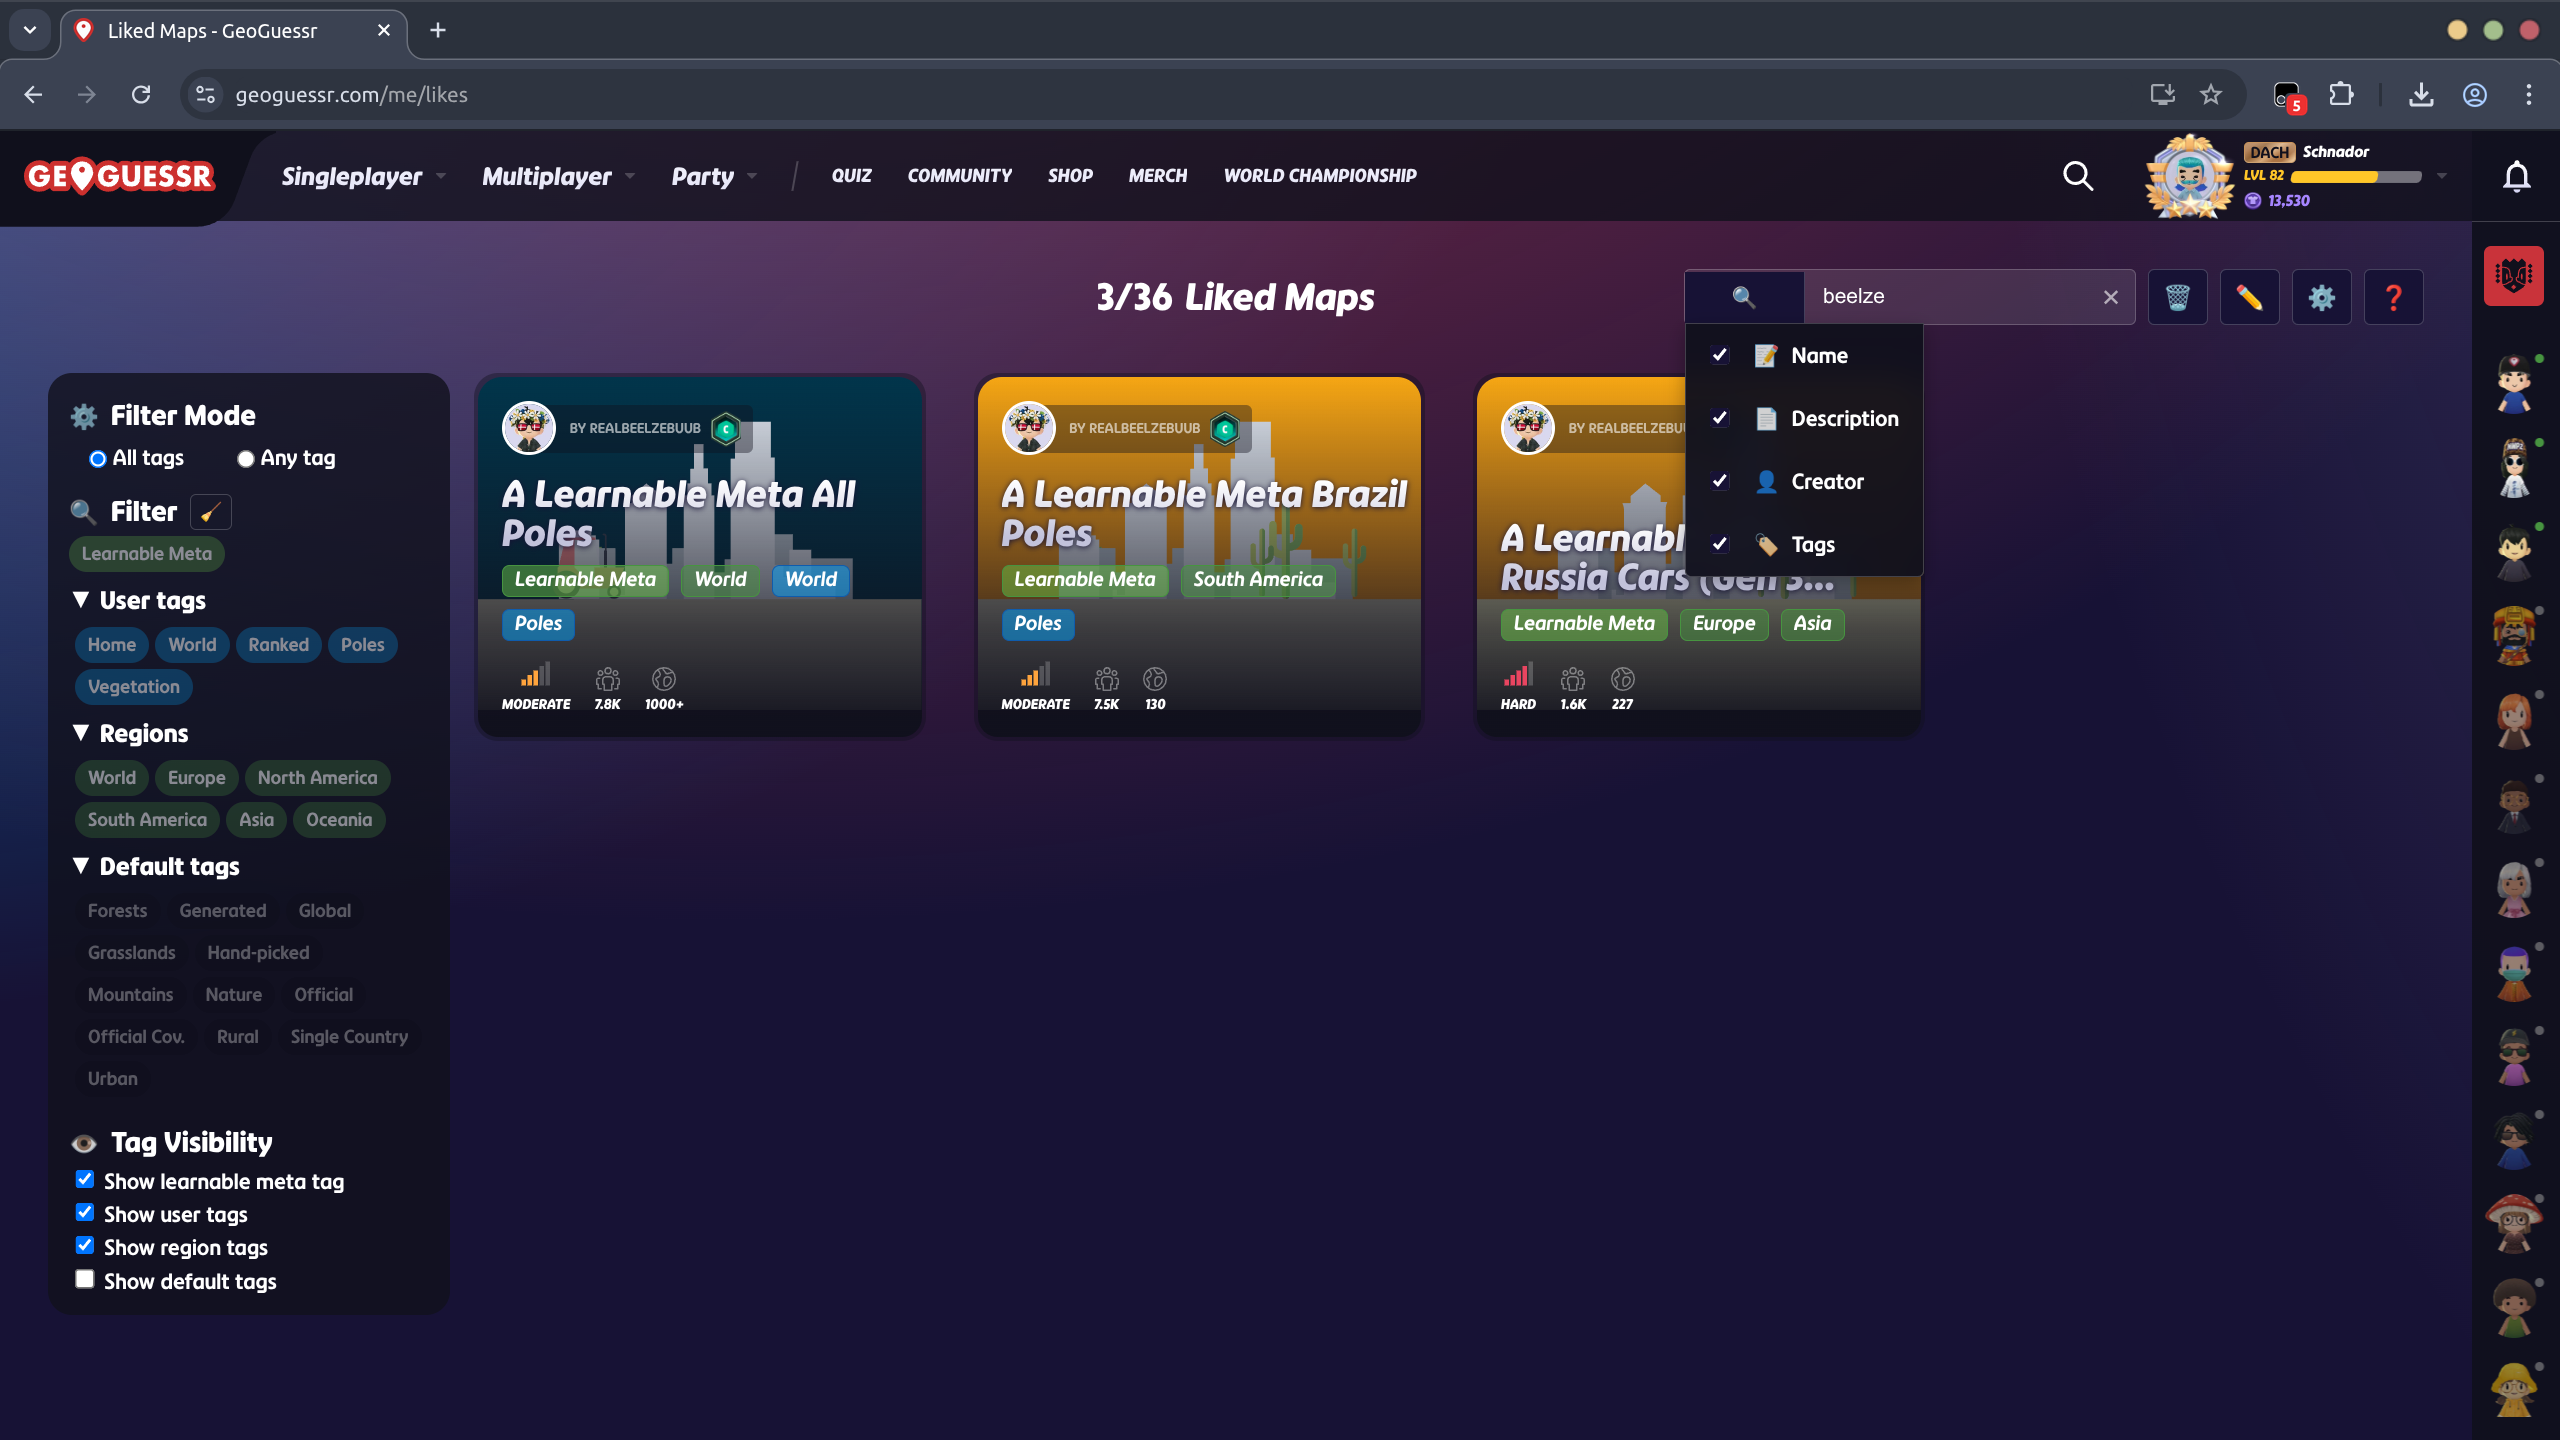 Liked Maps - GeoGuessr
geoguessr.com/me/likes
5
GEOGUESSR
Singleplayer
Multiplayer
Party
QUIZ
COMMUNITY
SHOP
MERCH
WORLD CHAMPIONSHIP
DACH Schnador
LVL 82
13,530
3/36 Liked Maps
beelze
Name
Description
Creator
Tags
Filter Mode
All tags
Any tag
Filter
Learnable Meta
User tags
Home World Ranked Poles
Vegetation
Regions
World Europe North America
South America Asia Oceania
Default tags
Forests Generated Global
Grasslands Hand-picked
Mountains Nature Official
Official Cov. Rural Single Country
Urban
Tag Visibility
Show learnable meta tag
Show user tags
Show region tags
Show default tags
BY REALBEELZEBUUB
C
A Learnable Meta All
Poles
Learnable Meta World World
Poles
MODERATE 7.8K 1000+
BY REALBEELZEBUUB
C
A Learnable Meta Brazil
Poles
Learnable Meta South America
Poles
MODERATE 7.5K 130
BY REALBEELZEBU
A Learnabl
Russia Cars (Gen 3...
Learnable Meta Europe Asia
HARD 1.6K 227